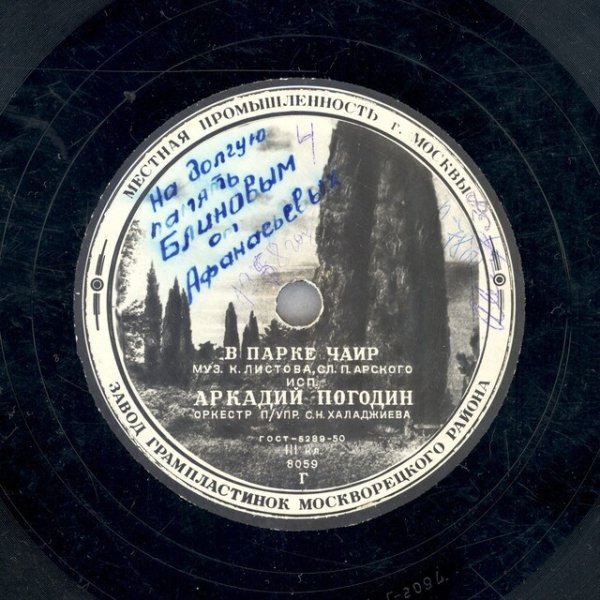 МЕСТНАЯ ПРОМЫШЛЕННОСТЬ Г. МОСКВЫ
На долгую
память
Блиновым
от
Афанасьевых
4
В ПАРКЕ ЧАИР
МУЗ. К. ЛИСТОВА, СЛ. П. АРСКОГО
ИСП.
АРКАДИЙ ПОГОДИН
ОРКЕСТР П/УПР. С.Н. ХАЛАДЖИЕВА
ГОСТ-5289-50
III КЛ.
8059
Г
ЗАВОД ГРАМПЛАСТИНОК МОСКВОРЕЦКОГО РАЙОНА